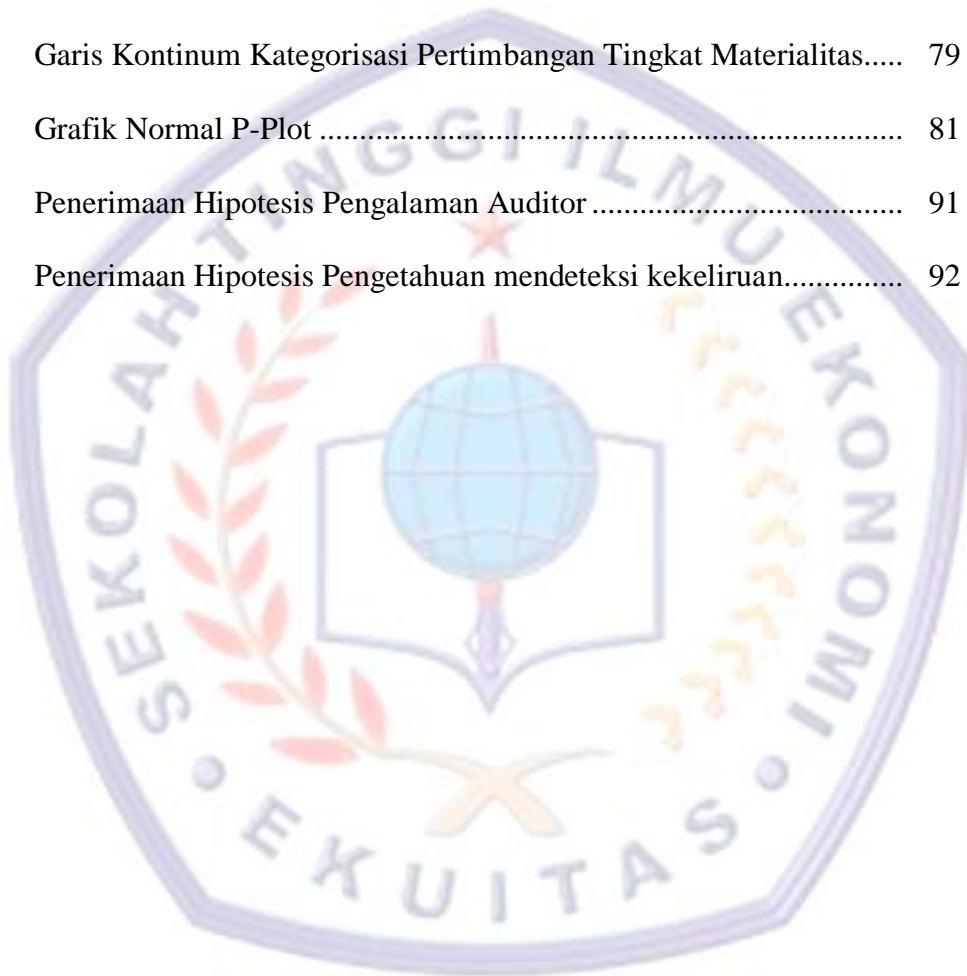 Garis Kontinum Kategorisasi Pertimbangan Tingkat Materialitas..... 79
Grafik Normal P-Plot ....................................................................... 81
Penerimaan Hipotesis Pengalaman Auditor ...................................... 91
Penerimaan Hipotesis Pengetahuan mendeteksi kekeliruan............... 92
SEKOLAH TINGGI ILMU EKONOMI
EKUITAS